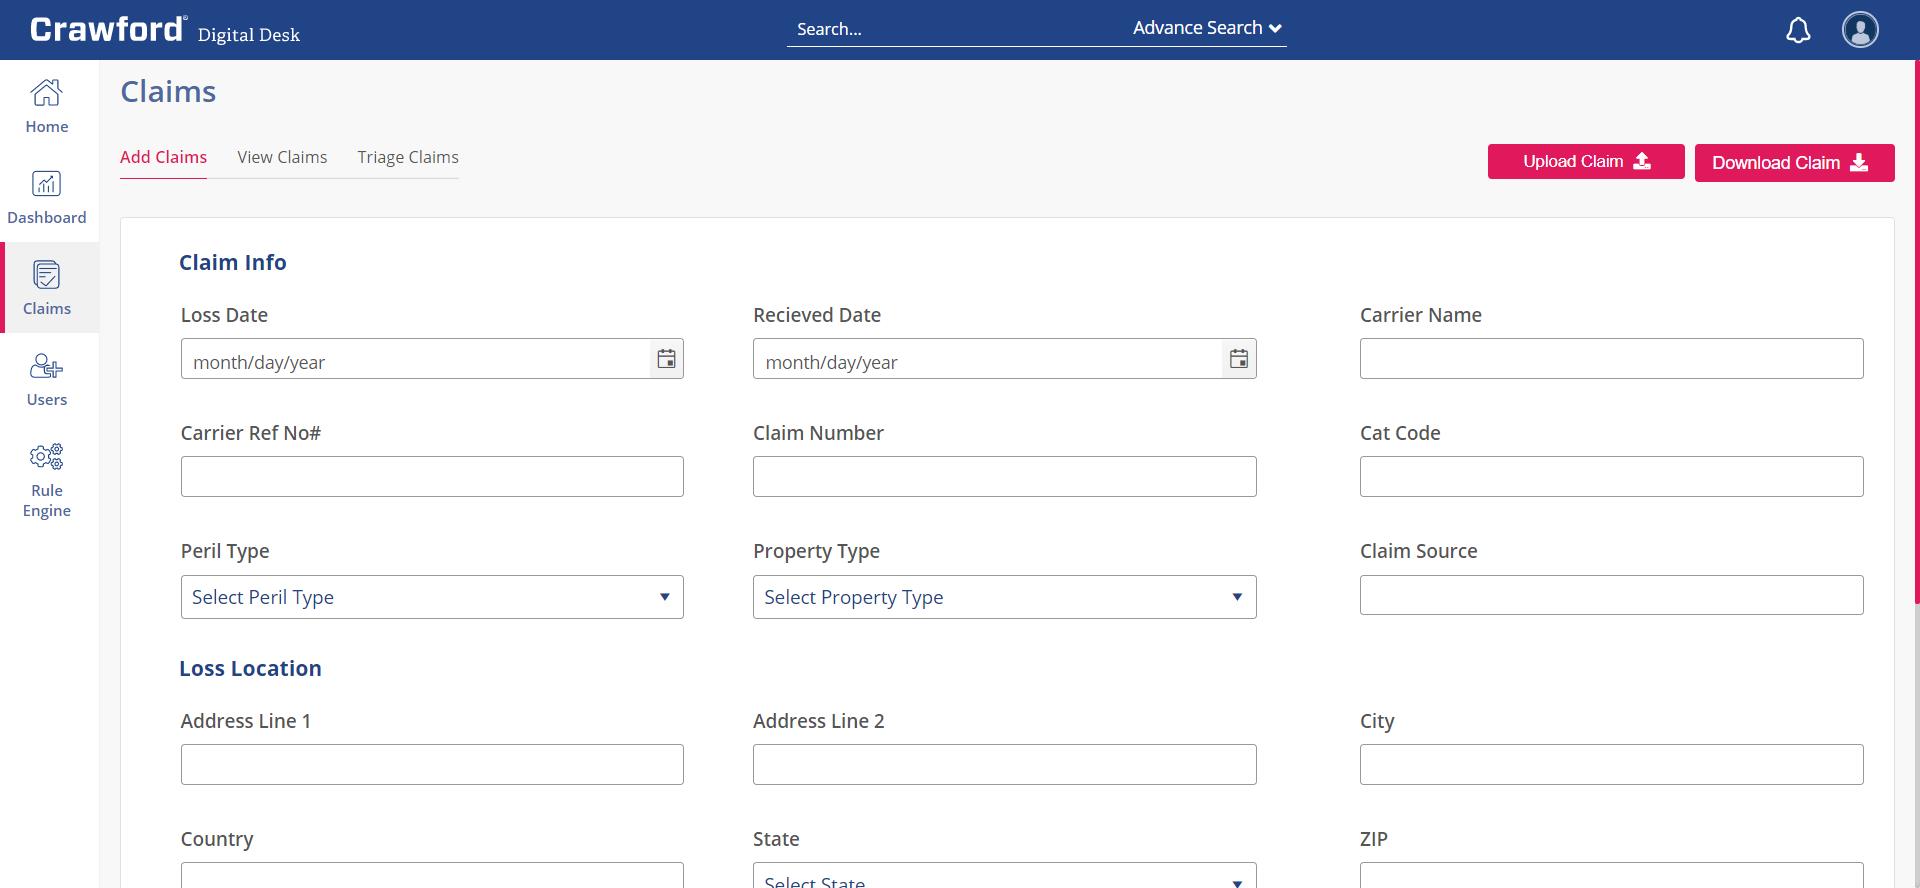 Crawford® Digital Desk Search... Advance Search
Claims
Home
Dashboard
Claims
Users
Rule
Engine
Add Claims View Claims Triage Claims Upload Claim Download Claim
Claim Info
Loss Date Recieved Date Carrier Name
month/day/year month/day/year
Carrier Ref No# Claim Number Cat Code
Peril Type Property Type Claim Source
Select Peril Type Select Property Type
Loss Location
Address Line 1 Address Line 2 City
Country State ZIP
Select State